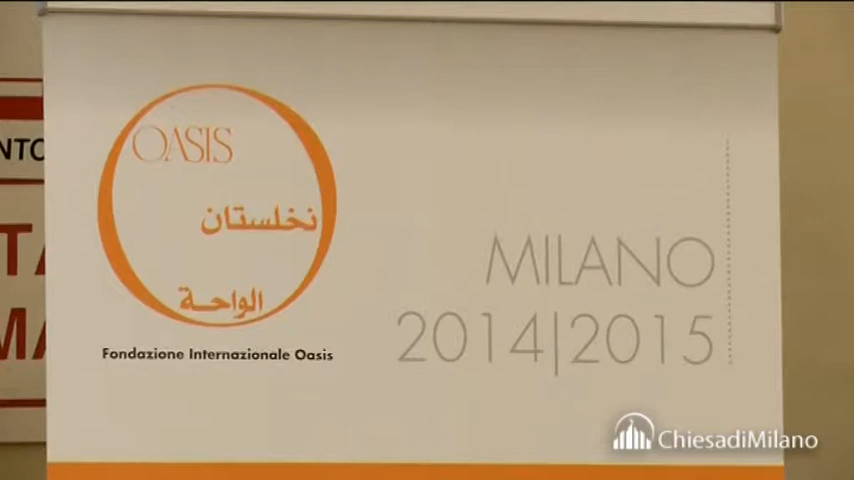 OASIS
نخلستان
الواحة
Fondazione Internazionale Oasis
MILANO
2014|2015
ChiesadiMilano